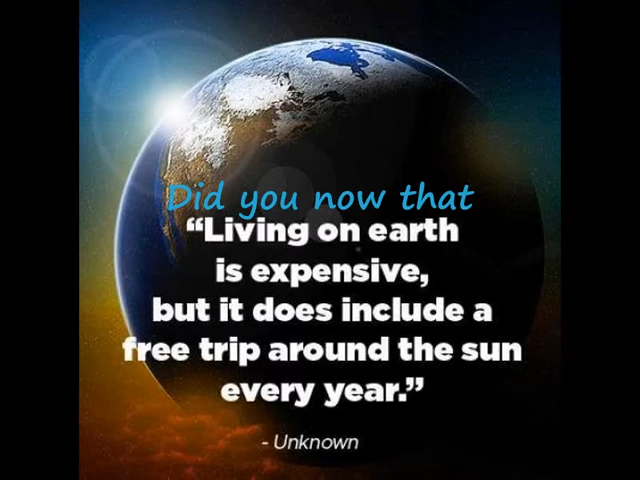 Did you now that
“Living on earth
is expensive,
but it does include a
free trip around the sun
every year.”
- Unknown